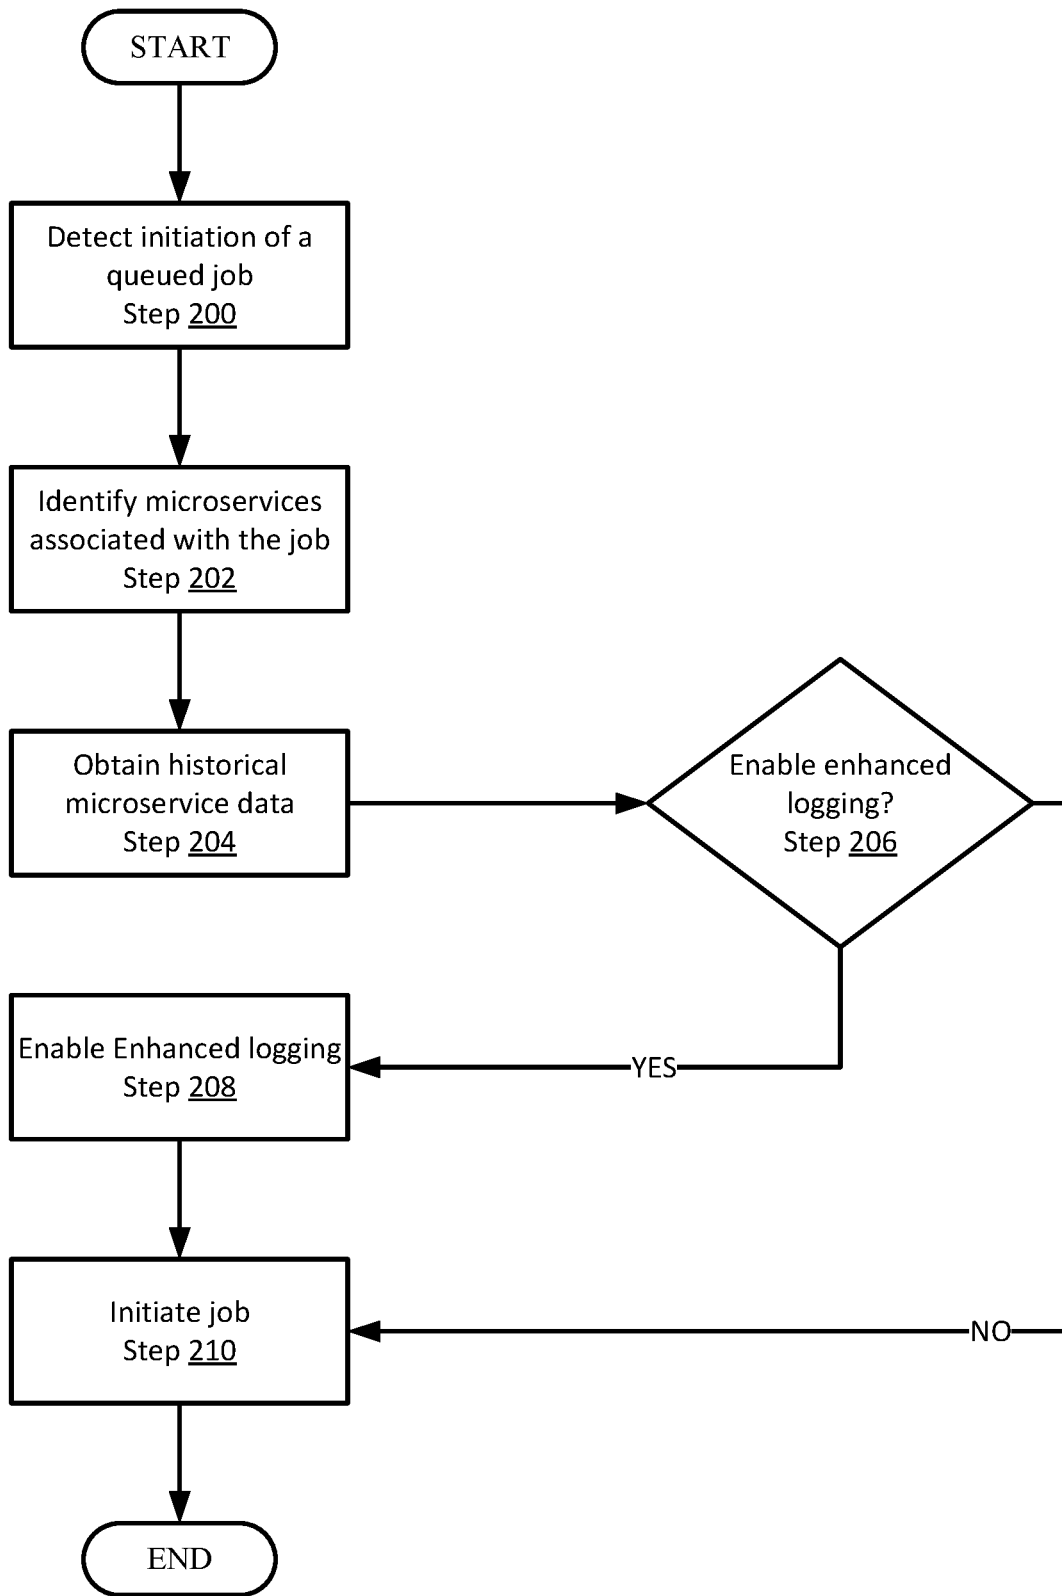 START
Detect initiation of a
queued job
Step 200
Identify microservices
associated with the job
Step 202
Obtain historical
microservice data
Step 204
Enable enhanced
logging?
Step 206
Enable Enhanced logging
Step 208
YES
Initiate job
Step 210
NO
END